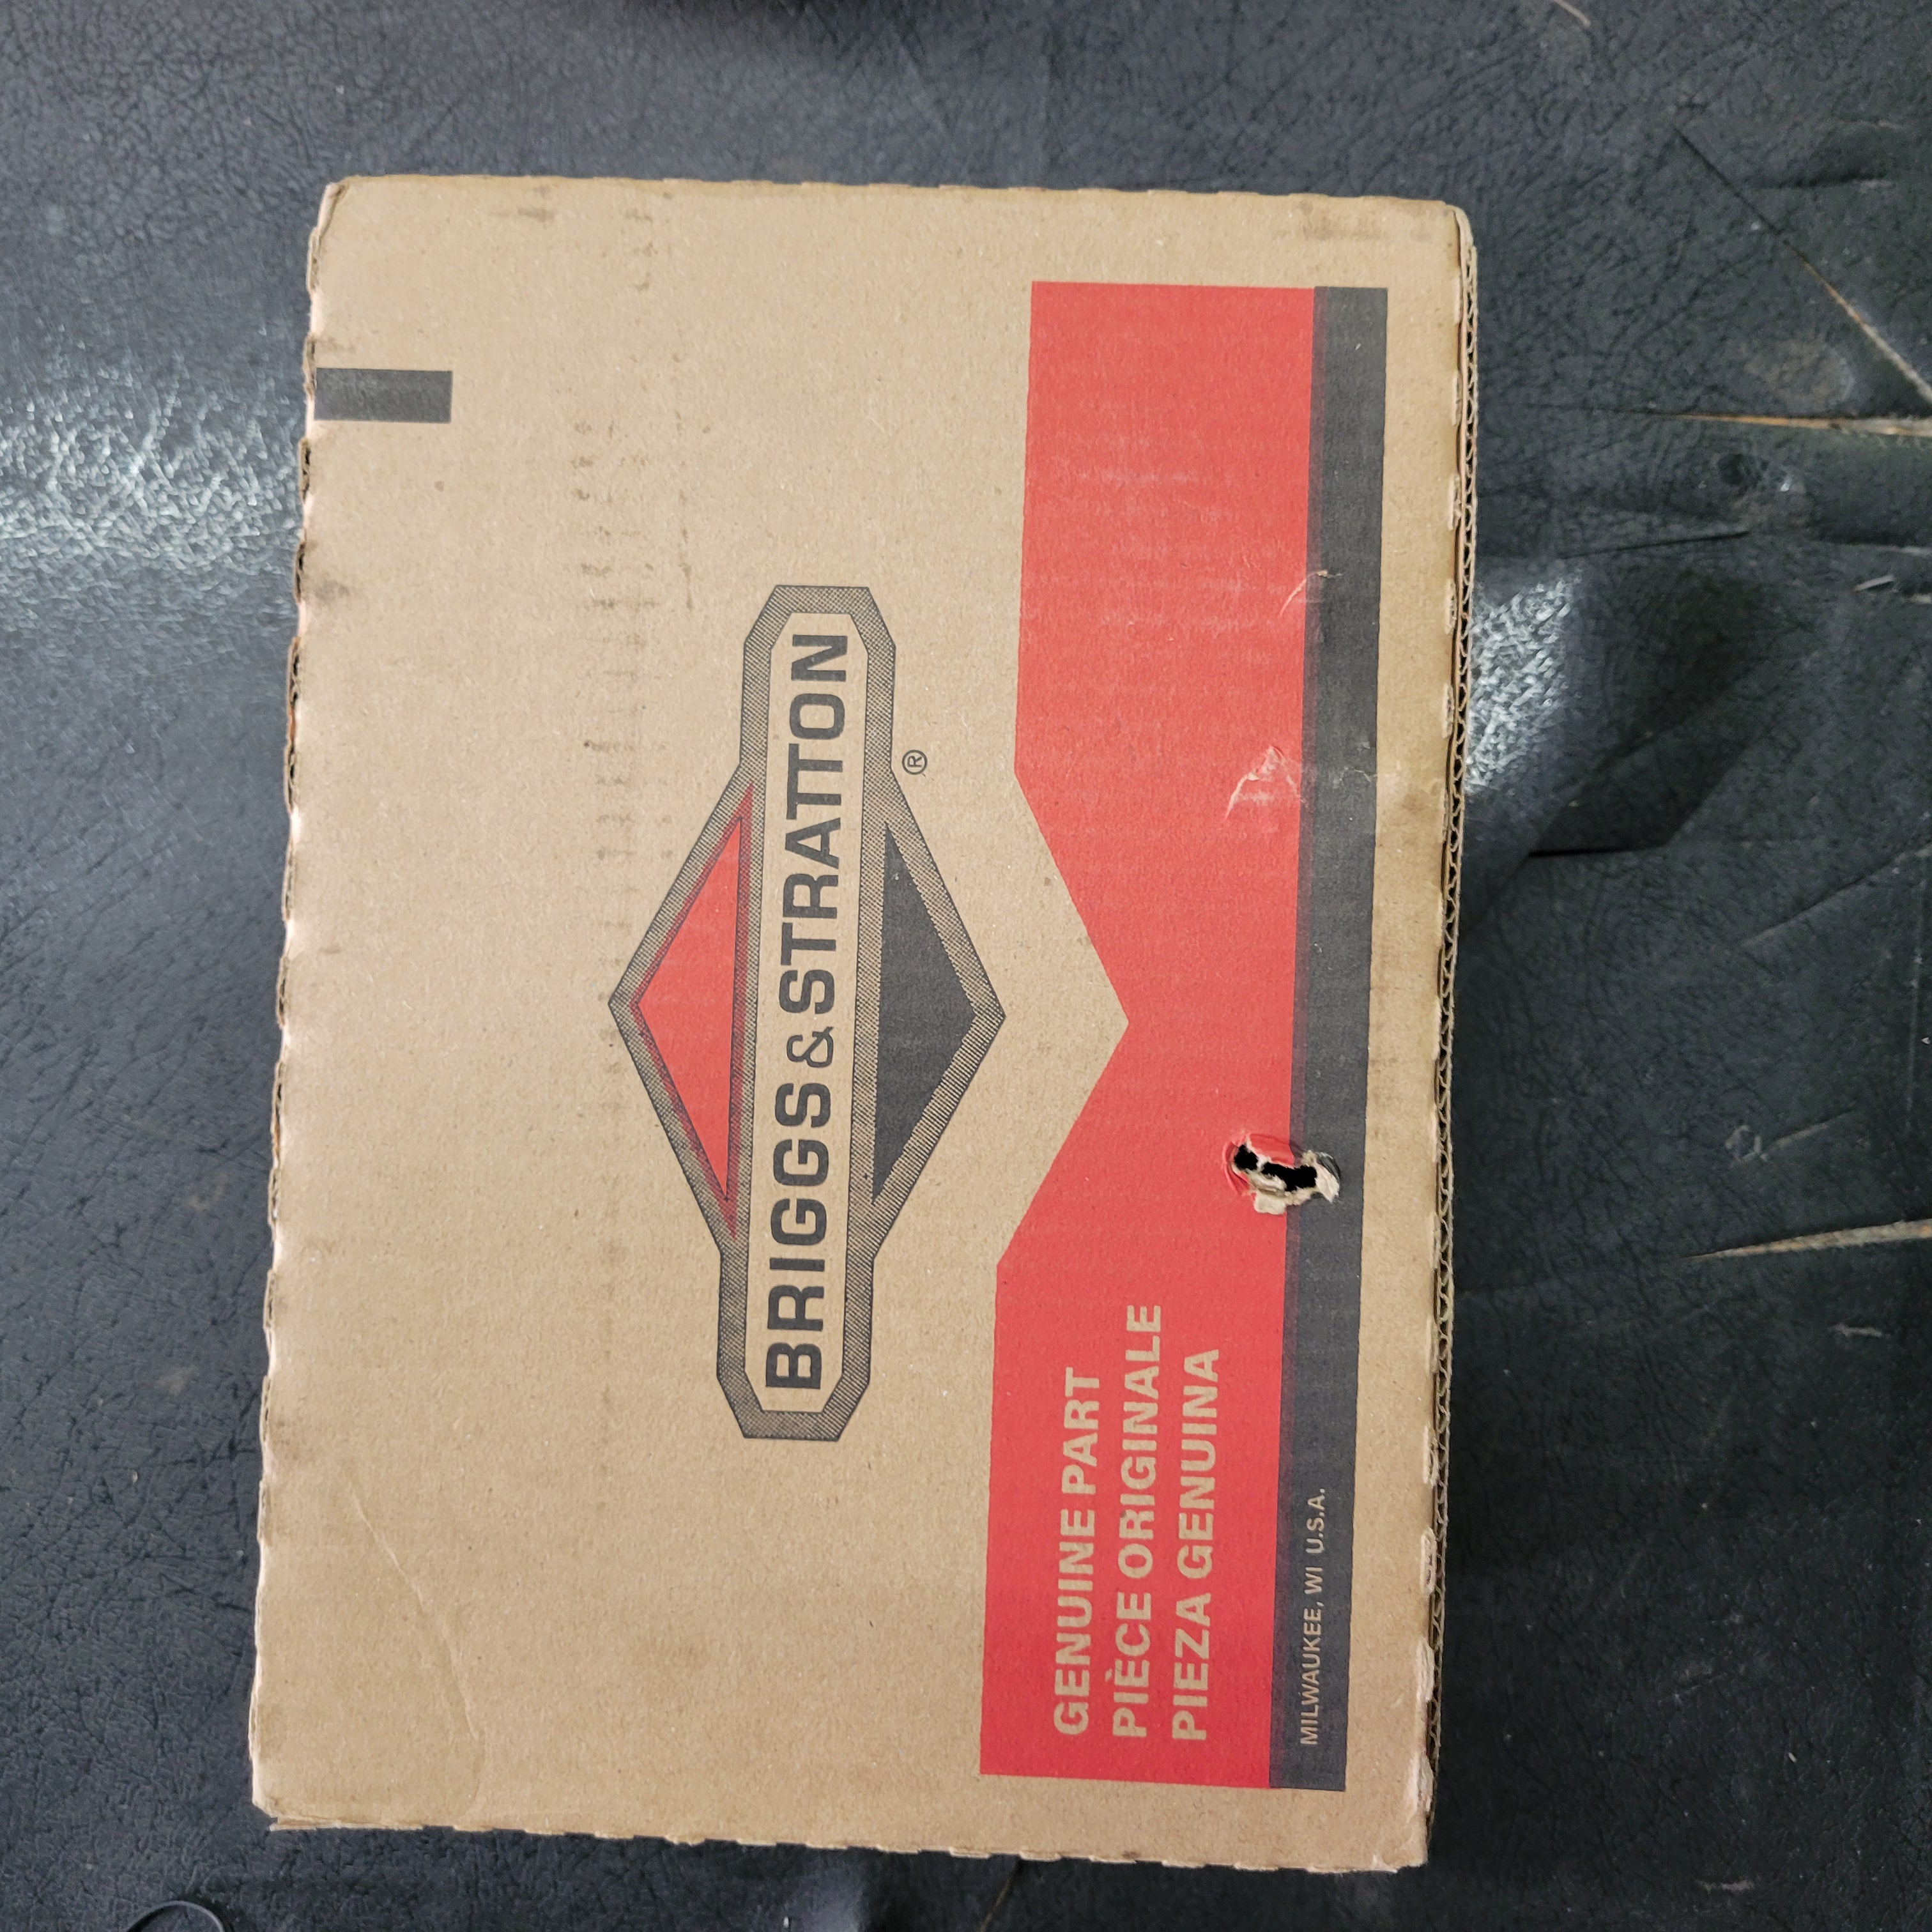 BRIGGS & STRATTON
®
GENUINE PART
PIÈCE ORIGINALE
PIEZA GENUINA
MILWAUKEE, WI U.S.A.